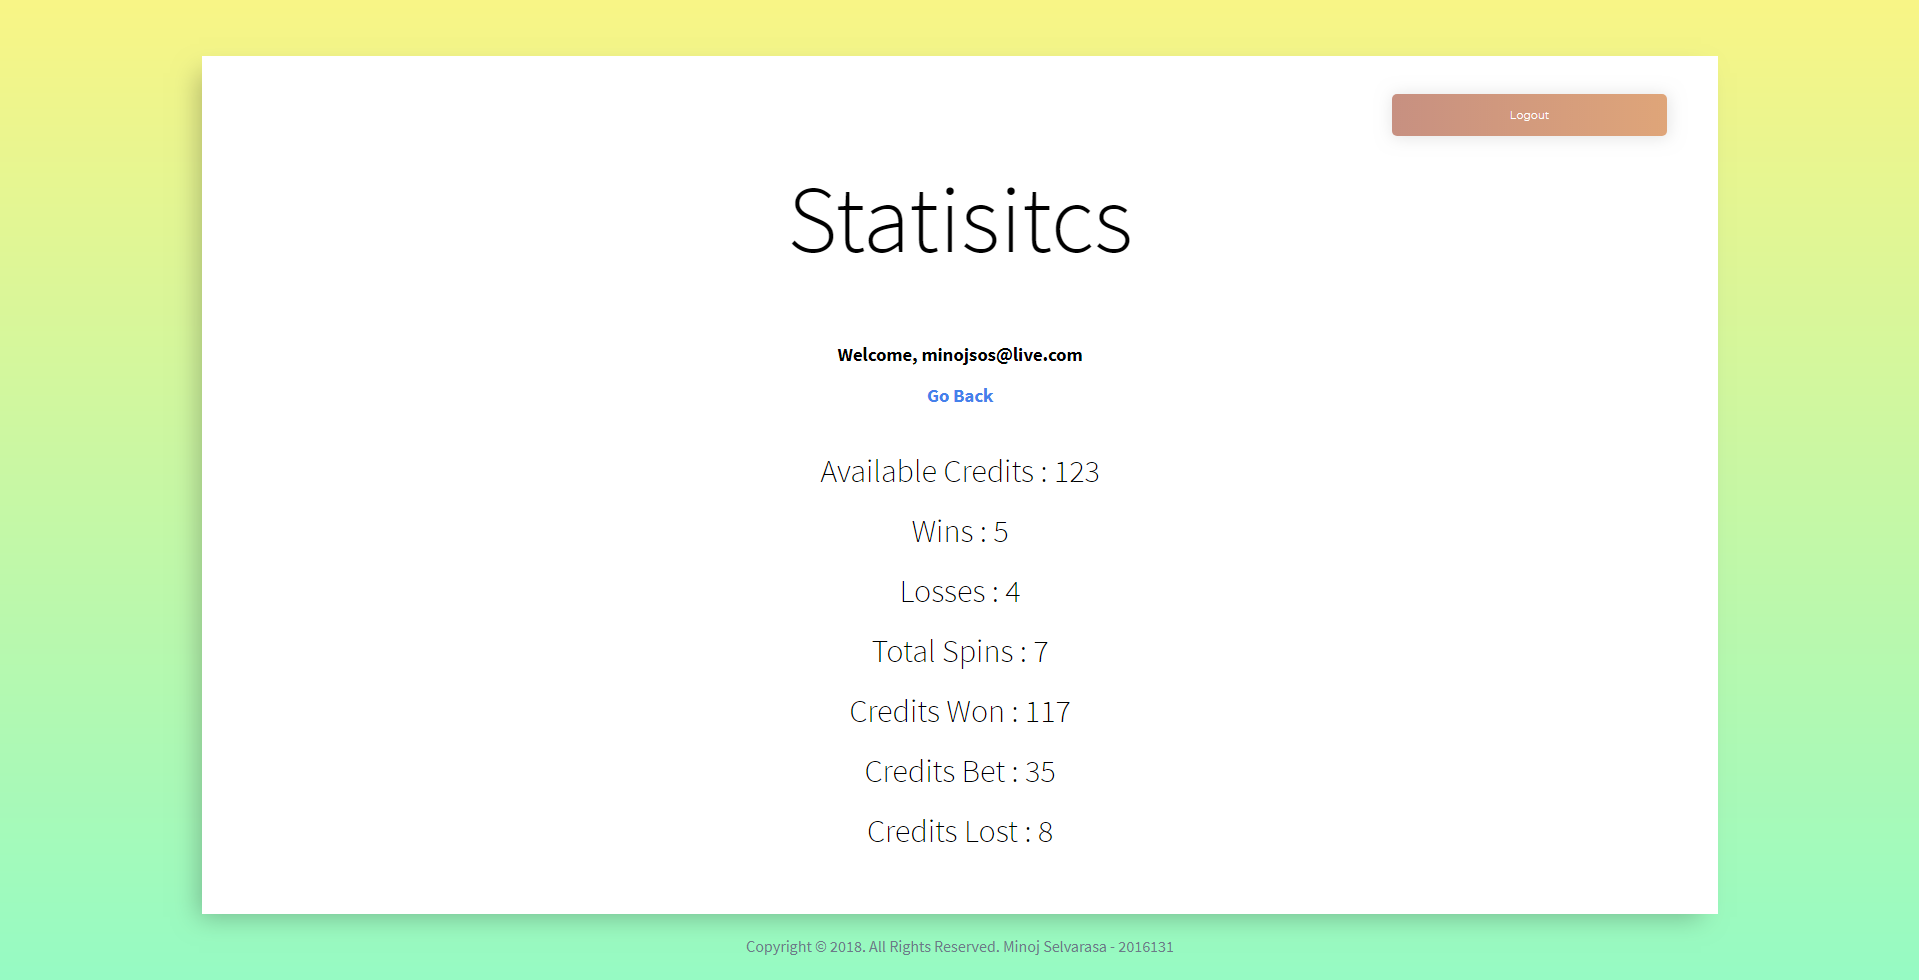 Logout
Statisitcs
Welcome, minojsos@live.com
Go Back
Available Credits : 123
Wins : 5
Losses : 4
Total Spins : 7
Credits Won : 117
Credits Bet : 35
Credits Lost : 8
Copyright © 2018. All Rights Reserved. Minoj Selvarasa - 2016131